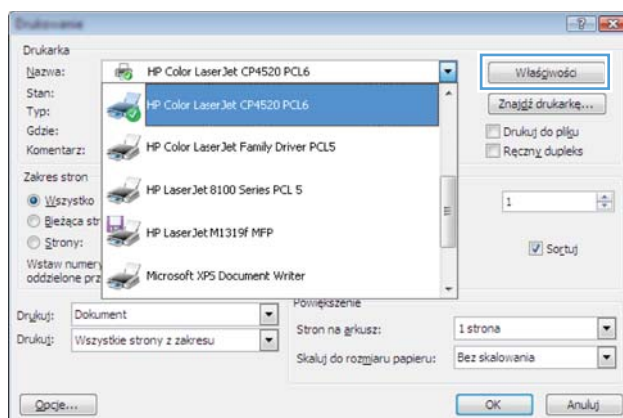 Drukowanie
Drukarka
Nazwa: HP Color LaserJet CP4520 PCL6 Właściwości
Stan:
HP Color LaserJet CP4520 PCL6 Znajdź drukarkę...
Typ:
Gdzie: Drukuj do pliku
Komentarz: HP Color LaserJet Family Driver PCL5 Ręczny dupleks
Zakres stron
HP LaserJet 8100 Series PCL 5
Wszystko 1
Bieżąca str
HP LaserJet M1319f MFP
Strony: Sortuj
Wstaw numery
oddzielone prz Microsoft XPS Document Writer
Powiększenie
Drukuj: Dokument
Stron na arkusz: 1 strona
Drukuj: Wszystkie strony z zakresu
Skaluj do rozmiaru papieru: Bez skalowania
Opcje... OK Anuluj